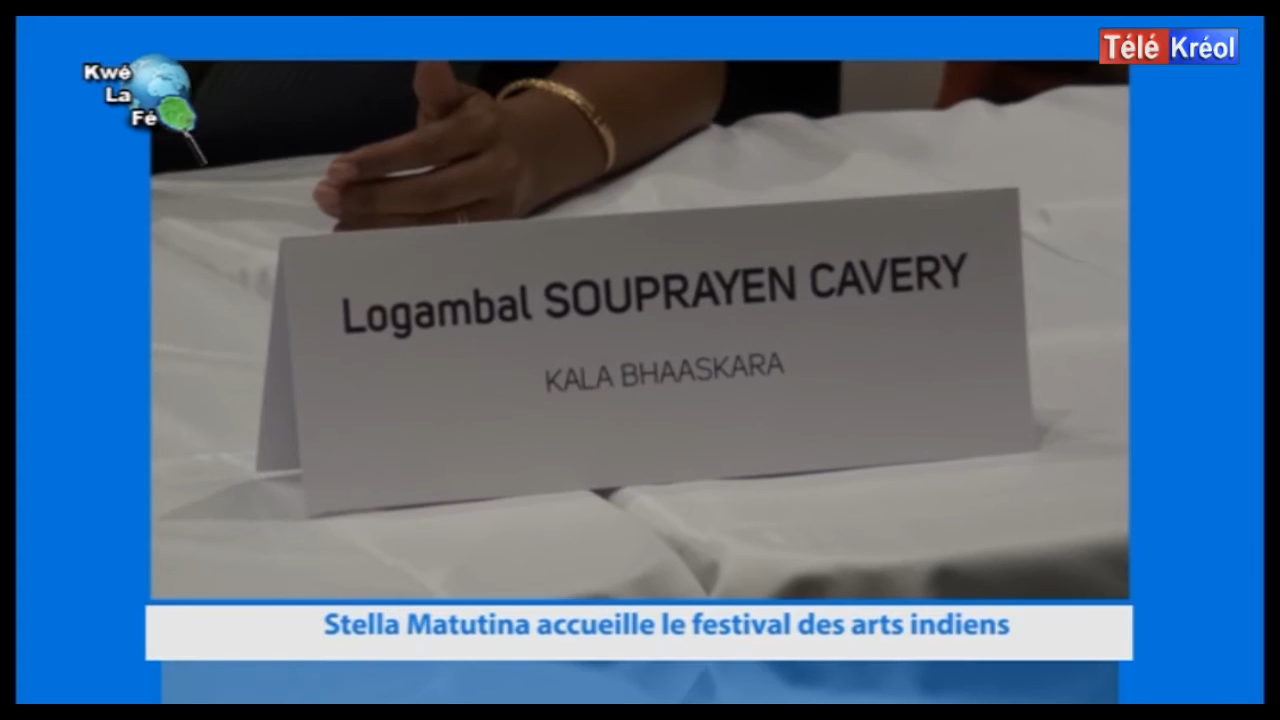 Télé Kréol
Kwé
La
Fé
Logambal SOUPRAYEN CAVERY
KALA BHAASKARA
Stella Matutina accueille le festival des arts indiens